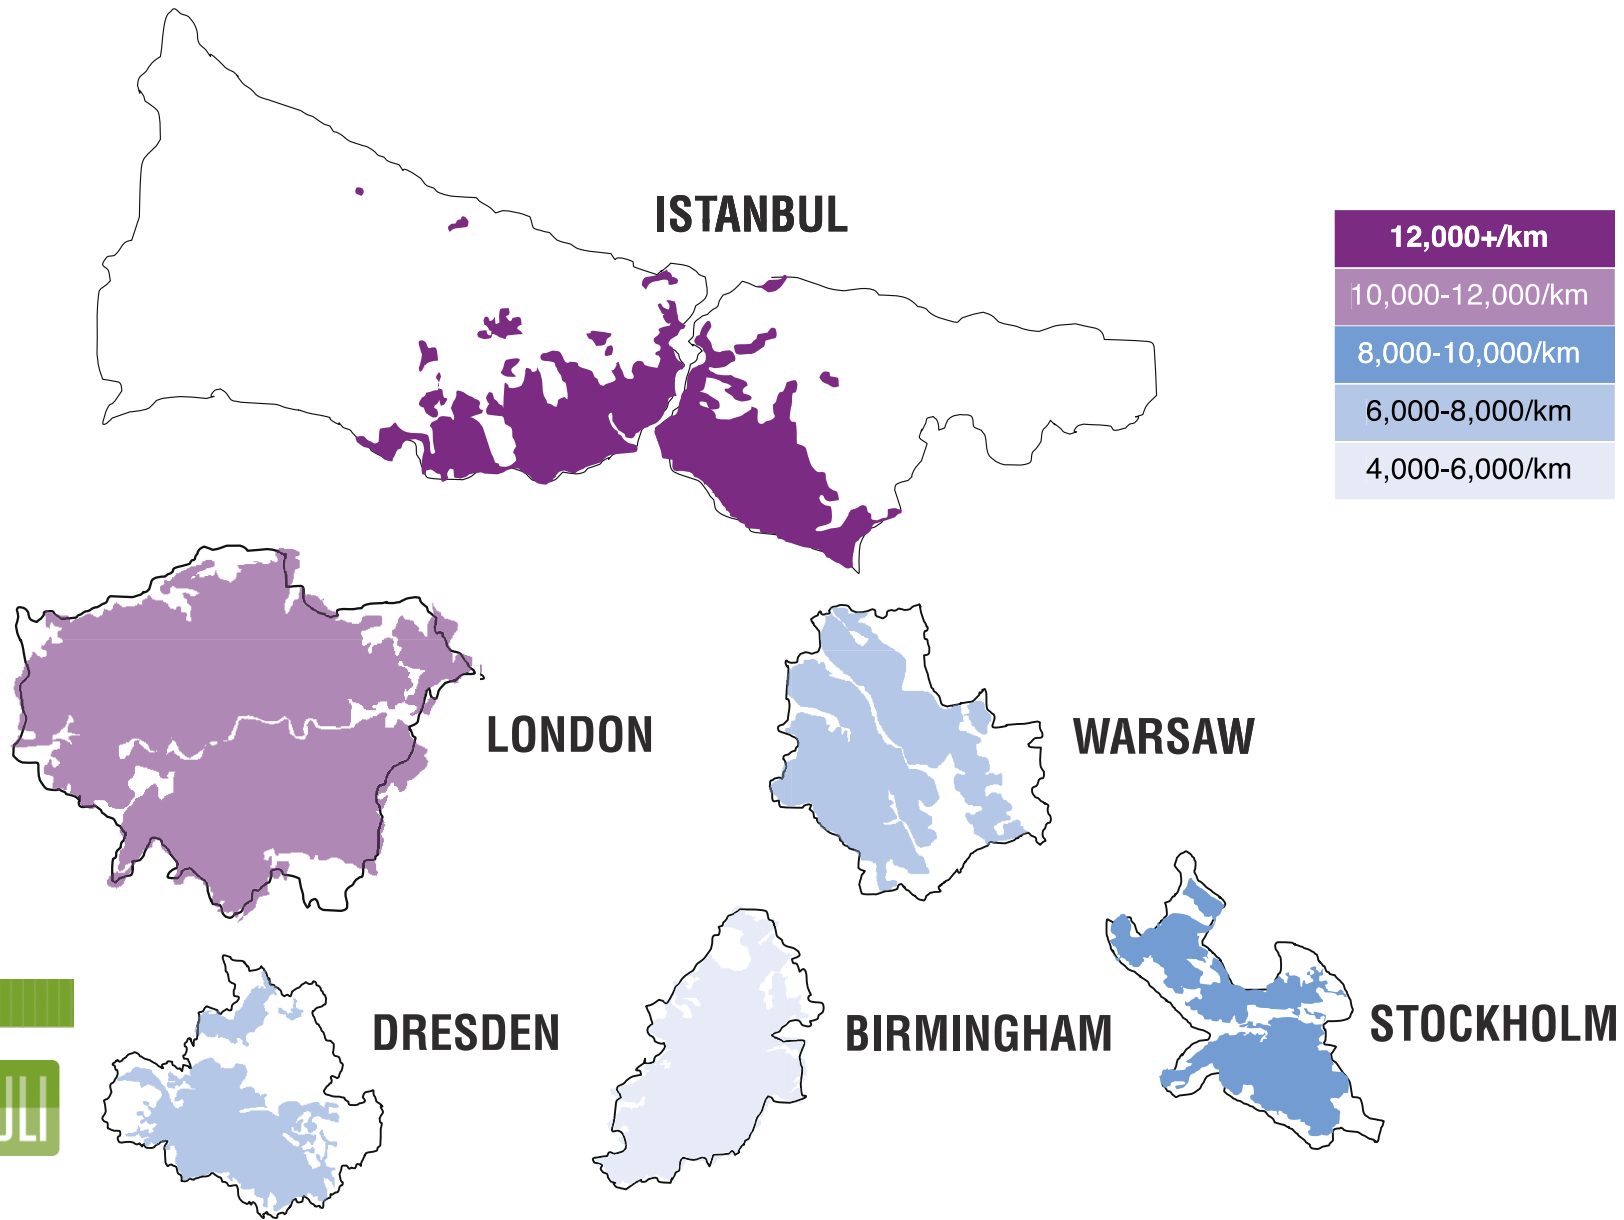 ISTANBUL
12,000+/km
10,000-12,000/km
8,000-10,000/km
6,000-8,000/km
4,000-6,000/km
LONDON
WARSAW
DRESDEN
BIRMINGHAM
STOCKHOLM
ULI